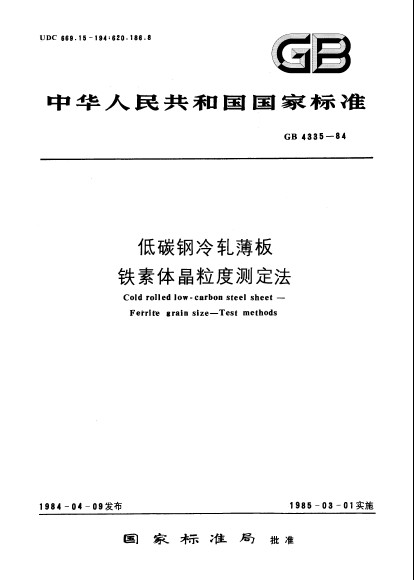 UDC 669.15-194:620.186.8
GB
中华人民共和国国家标准
GB 4335—84
低碳钢冷轧薄板
铁素体晶粒度测定法
Cold rolled low-carbon steel sheet —
Ferrite grain size—Test methods
1984-04-09发布
1985-03-01实施
国家标准局 批准